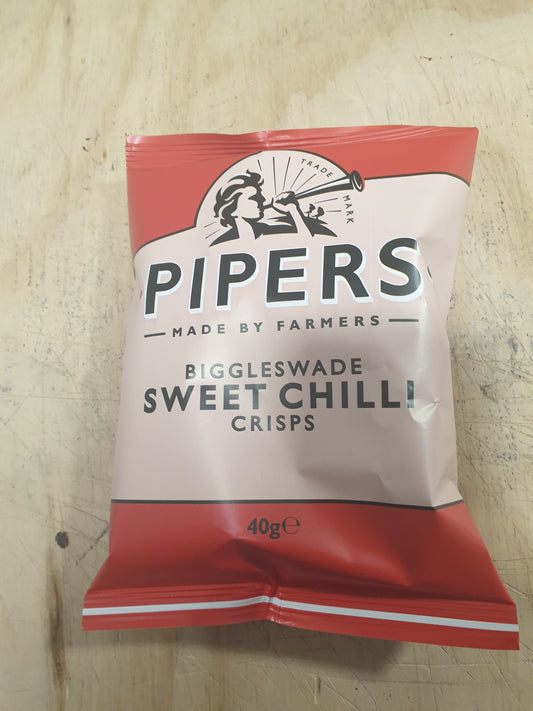 TRADE MARK
PIPERS
MADE BY FARMERS
BIGGLESWADE
SWEET CHILLI
CRISPS
40g℮